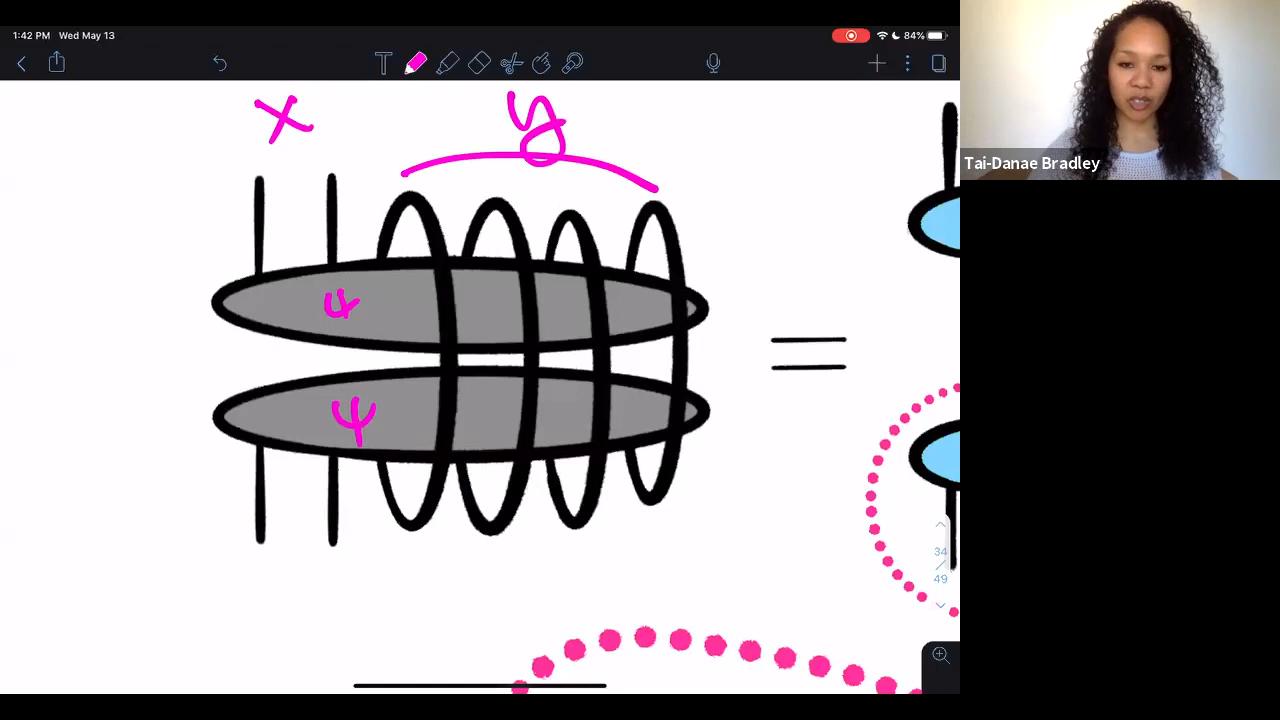 1:42 PM Wed May 13
84%
T
x
y
ψ
ψ
=
Tai-Danae Bradley
34
49